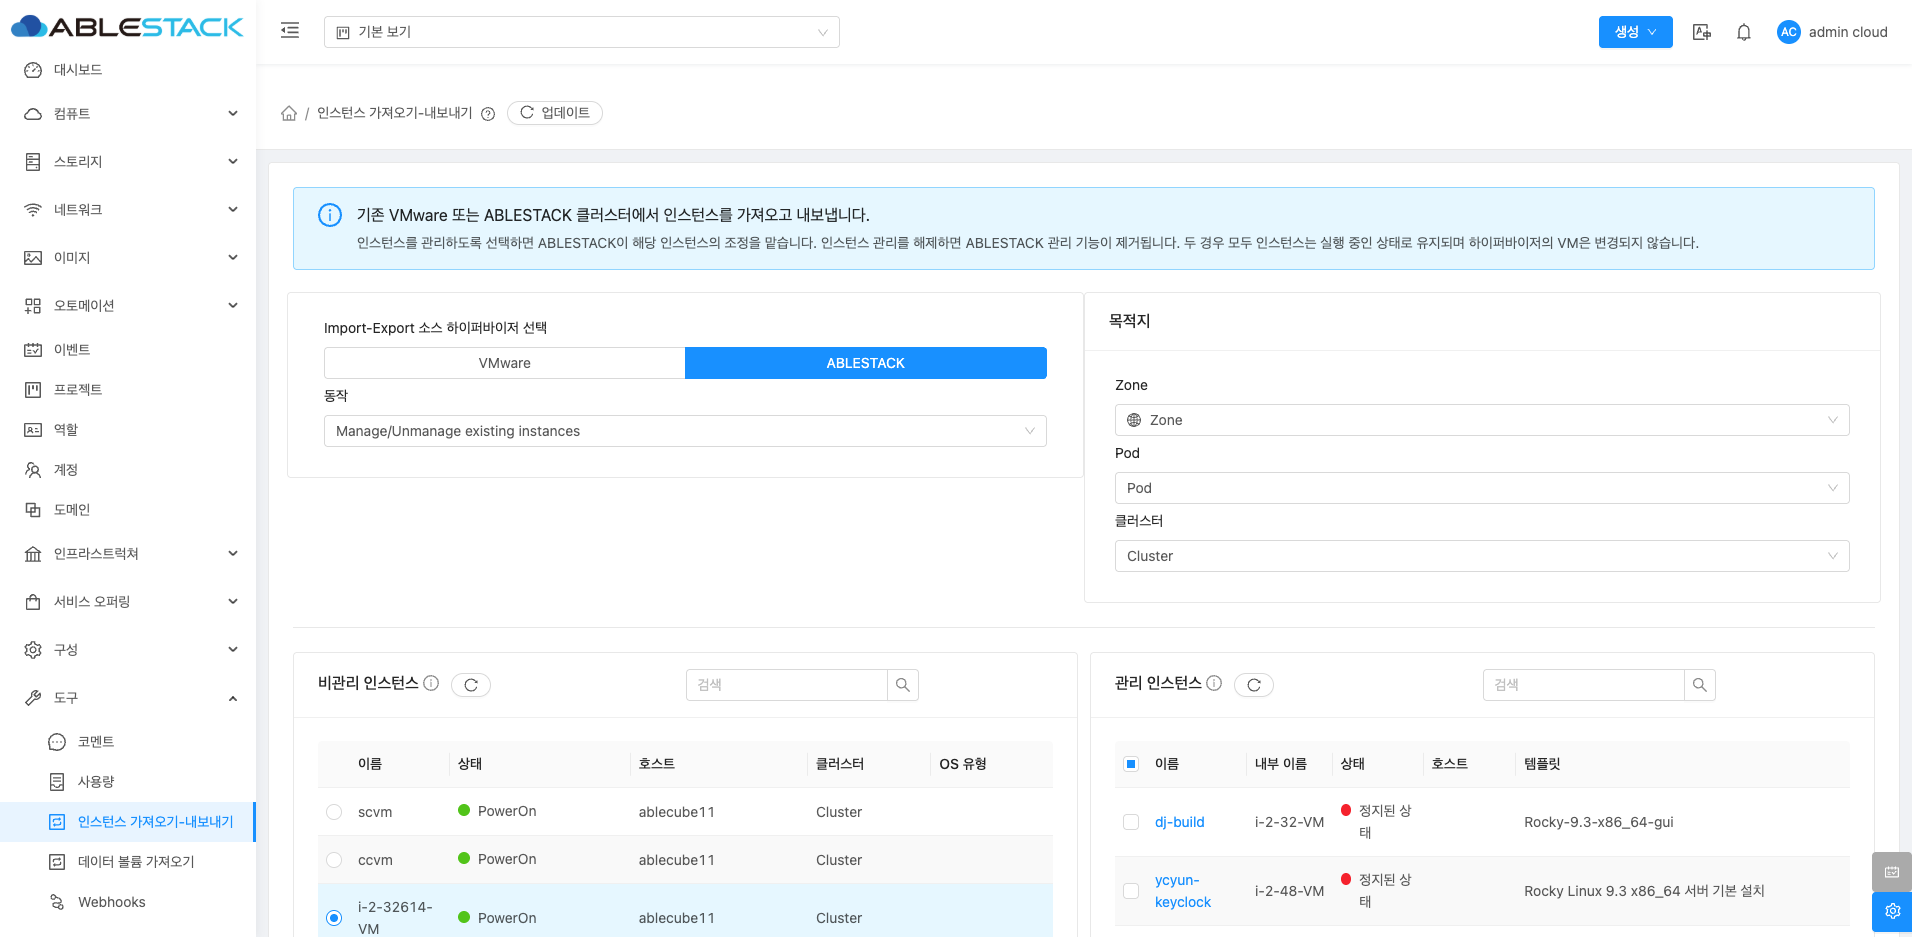 ABLESTACK
기본 보기
생성
AC
admin cloud
대시보드
컴퓨트
스토리지
네트워크
이미지
오토메이션
이벤트
프로젝트
역할
계정
도메인
인프라스트럭쳐
서비스 오퍼링
구성
도구
코멘트
사용량
인스턴스 가져오기-내보내기
데이터 볼륨 가져오기
Webhooks
/ 인스턴스 가져오기-내보내기
업데이트
기존 VMware 또는 ABLESTACK 클러스터에서 인스턴스를 가져오고 내보냅니다.
인스턴스를 관리하도록 선택하면 ABLESTACK이 해당 인스턴스의 조정을 맡습니다. 인스턴스 관리를 해제하면 ABLESTACK 관리 기능이 제거됩니다. 두 경우 모두 인스턴스는 실행 중인 상태로 유지되며 하이퍼바이저의 VM은 변경되지 않습니다.
Import-Export 소스 하이퍼바이저 선택
VMware
ABLESTACK
동작
Manage/Unmanage existing instances
목적지
Zone
Zone
Pod
Pod
클러스터
Cluster
비관리 인스턴스
검색
이름 상태 호스트 클러스터 OS 유형
scvm PowerOn ablecube11 Cluster
ccvm PowerOn ablecube11 Cluster
i-2-32614-
VM
PowerOn ablecube11 Cluster
관리 인스턴스
검색
이름 내부 이름 상태 호스트 템플릿
dj-build i-2-32-VM 정지된 상
태
Rocky-9.3-x86_64-gui
ycyun-
keyclock
i-2-48-VM 정지된 상
태
Rocky Linux 9.3 x86_64 서버 기본 설치